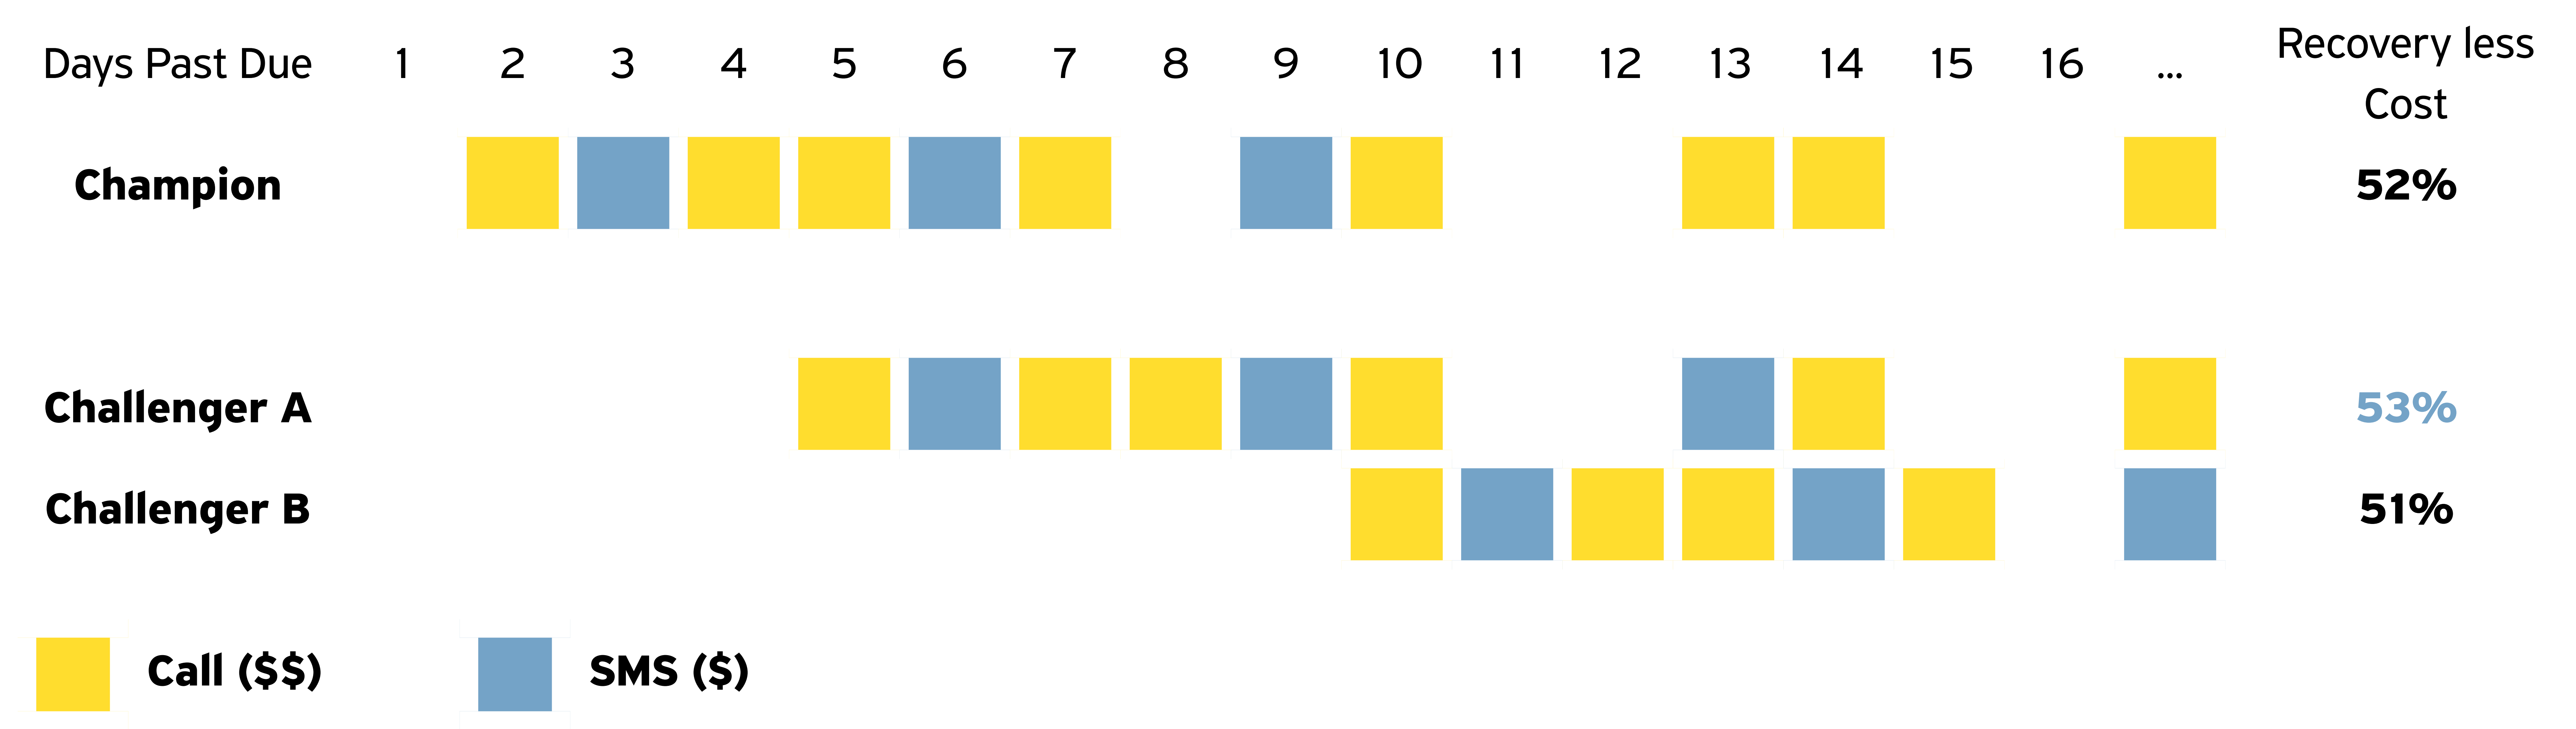 Days Past Due 1 2 3 4 5 6 7 8 9 10 11 12 13 14 15 16 ... Recovery less
Cost
Champion 52%
Challenger A 53%
Challenger B 51%
Call ($$) SMS ($)